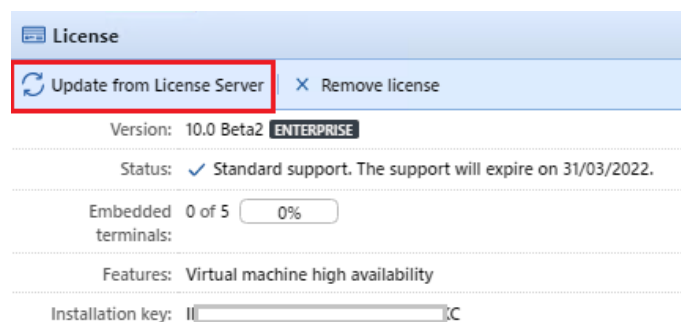 License
Update from License Server Remove license
Version: 10.0 Beta2 ENTERPRISE
Status: Standard support. The support will expire on 31/03/2022.
Embedded terminals: 0 of 5 0%
Features: Virtual machine high availability
Installation key: